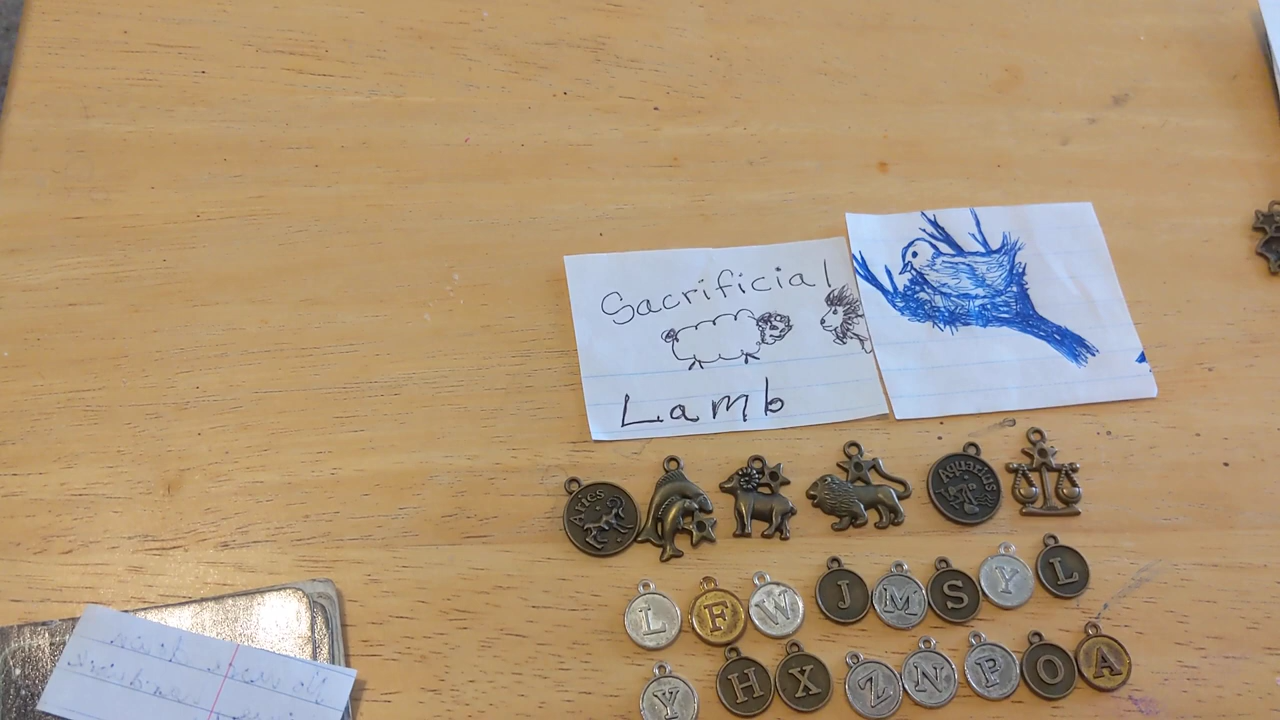 Sacrificial
Lamb
Aries
Aquarius
L F W J M S Y L
Y H X Z N P O A